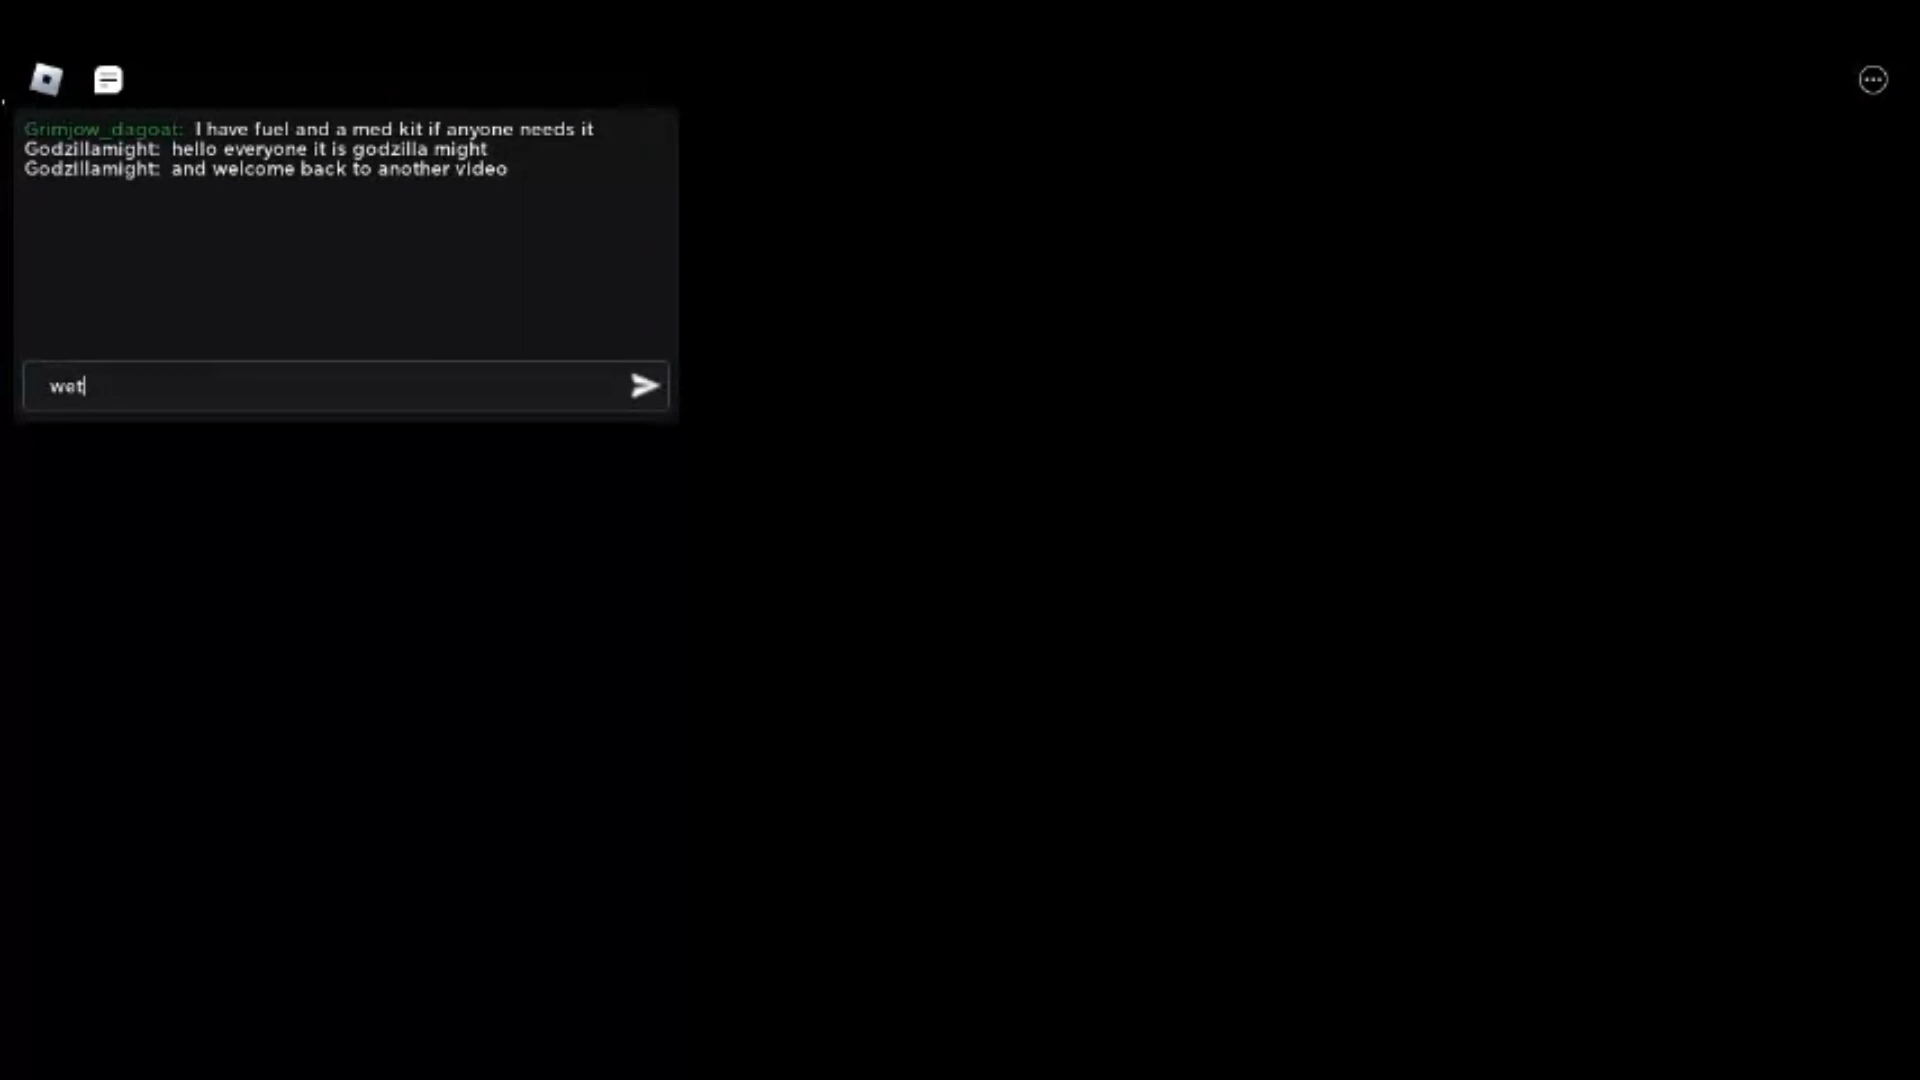 Grimjow_dagoat: I have fuel and a med kit if anyone needs it
Godzillamight: hello everyone it is godzilla might
Godzillamight: and welcome back to another video
wet